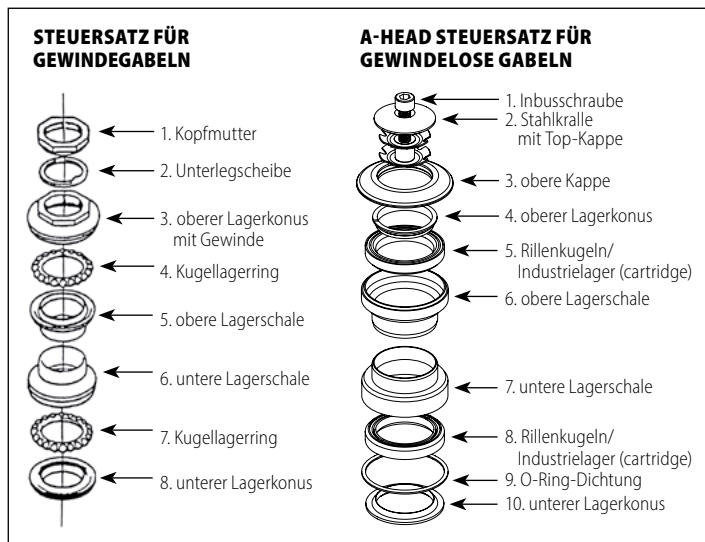 STEUERSATZ FÜR
GEWINDEGABELN
1. Kopfmutter
2. Unterlegscheibe
3. oberer Lagerkonus
mit Gewinde
4. Kugellagerring
5. obere Lagerschale
6. untere Lagerschale
7. Kugellagerring
8. unterer Lagerkonus
A-HEAD STEUERSATZ FÜR
GEWINDELOSE GABELN
1. Inbusschraube
2. Stahlkralle
mit Top-Kappe
3. obere Kappe
4. oberer Lagerkonus
5. Rillenkugeln/
Industrielager (cartridge)
6. obere Lagerschale
7. untere Lagerschale
8. Rillenkugeln/
Industrielager (cartridge)
9. O-Ring-Dichtung
10. unterer Lagerkonus